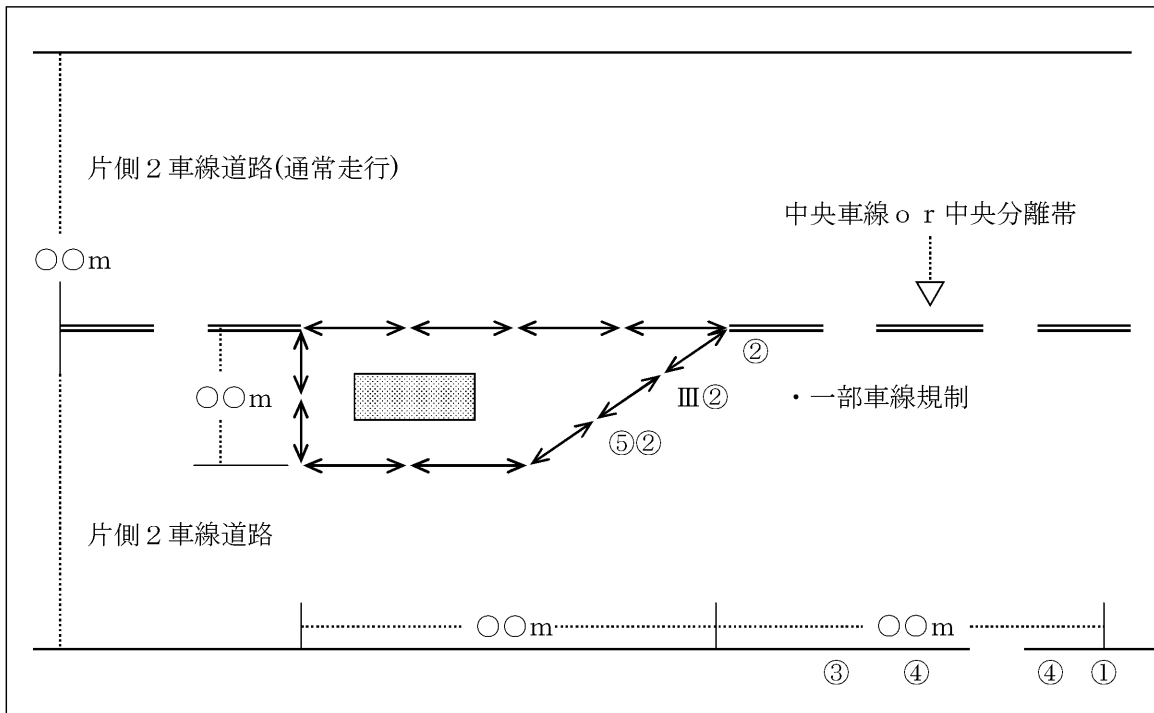 片側２車線道路(通常走行)
中央車線ｏｒ中央分離帯
○○ｍ
②
○○ｍ
Ⅲ②
・一部車線規制
⑤②
片側２車線道路
○○ｍ
○○ｍ
③
④
④
①